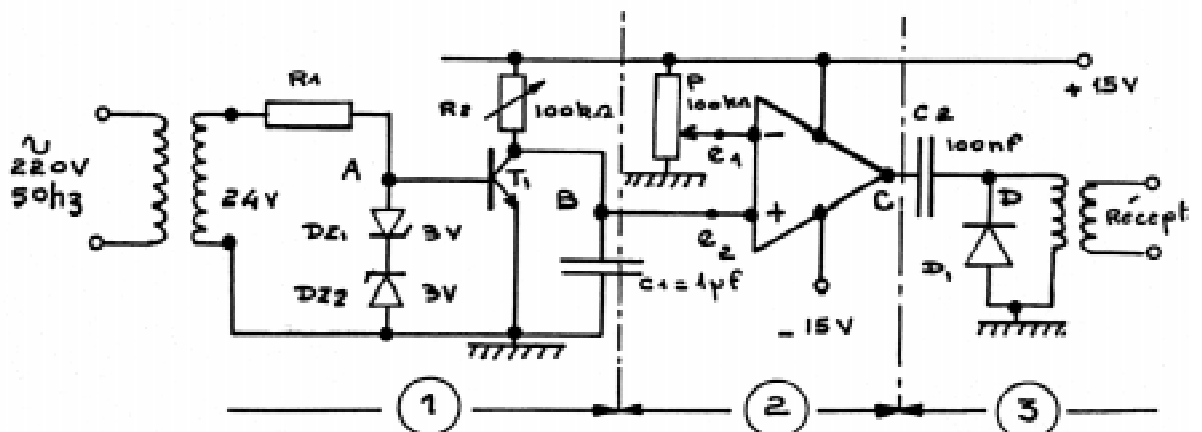 R1
R2
100kΩ
P
100kΩ
+ 15V
C2
100nF
~
220V
50hz
24V
A
T1
B
e1
-
+
e2
C
D
Récept
DZ1
3V
DZ2
3V
C1 = 1μf
- 15V
D1
1
2
3